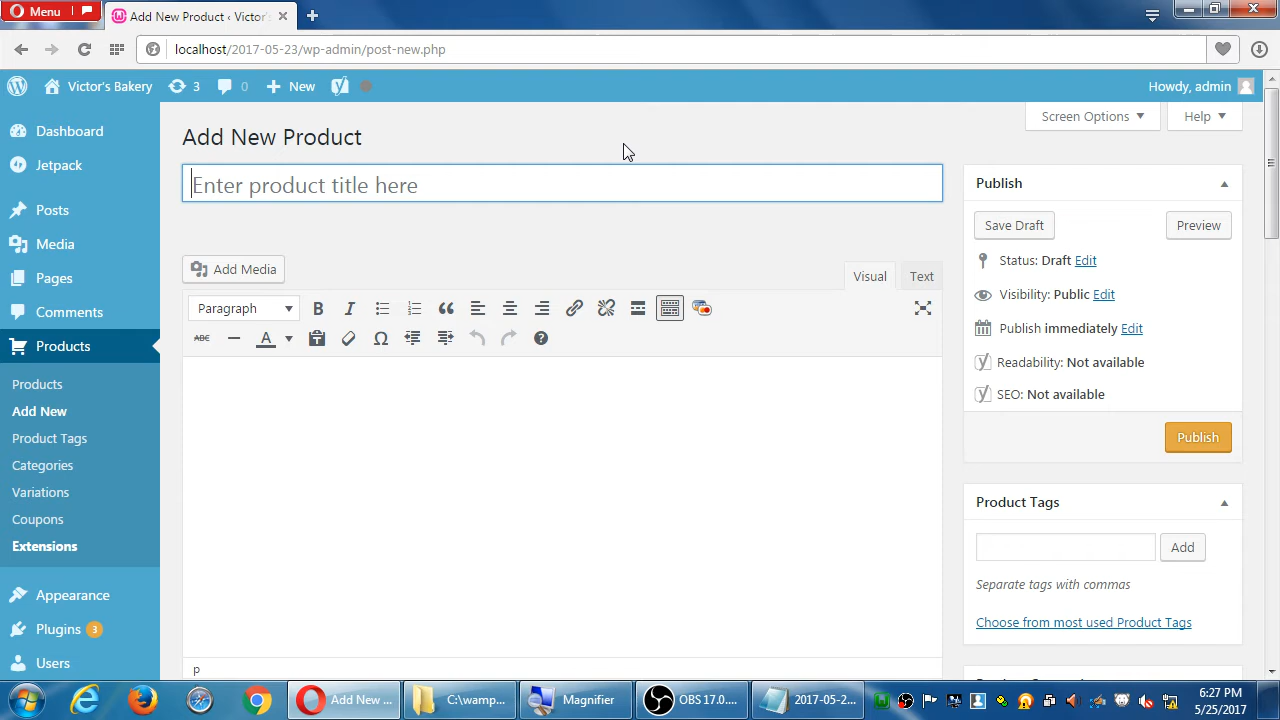 Menu
Add New Product ‹ Victor's
localhost/2017-05-23/wp-admin/post-new.php
Victor's Bakery
3
0
New
Howdy, admin
Screen Options
Help
Dashboard
Jetpack
Posts
Media
Pages
Comments
Products
Products
Add New
Product Tags
Categories
Variations
Coupons
Extensions
Appearance
Plugins 3
Users
Add New Product
Enter product title here
Add Media
Visual
Text
Paragraph
B
I
ABC
A
p
Publish
Save Draft
Preview
Status: Draft Edit
Visibility: Public Edit
Publish immediately Edit
Readability: Not available
SEO: Not available
Publish
Product Tags
Add
Separate tags with commas
Choose from most used Product Tags
Add New ...
C:\wamp...
Magnifier
OBS 17.0....
2017-05-2...
6:27 PM
5/25/2017